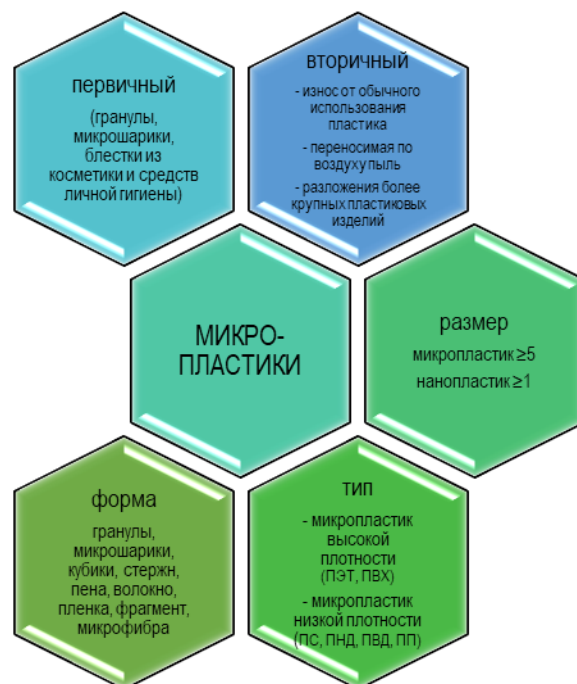 первичный
(гранулы,
микрошарики,
блестки из
косметики и средств
личной гигиены)
вторичный
- износ от обычного
использования
пластика
- переносимая по
воздуху пыль
- разложения более
крупных пластиковых
изделий
МИКРО-
ПЛАСТИКИ
размер
микропластик ≥5
нанопластик ≥1
форма
гранулы,
микрошарики,
кубики, стержн,
пена, волокно,
пленка, фрагмент,
микрофибра
тип
- микропластик
высокой
плотности
(ПЭТ, ПВХ)
- микропластик
низкой плотности
(ПС, ПНД, ПВД, ПП)